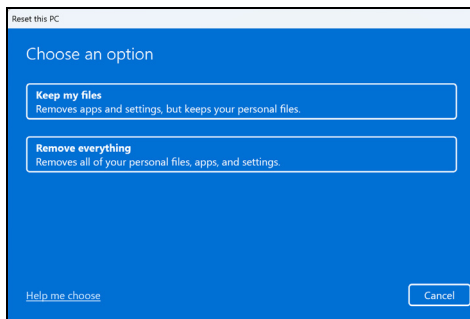 Reset this PC
Choose an option
Keep my files
Removes apps and settings, but keeps your personal files.
Remove everything
Removes all of your personal files, apps, and settings.
Help me choose
Cancel